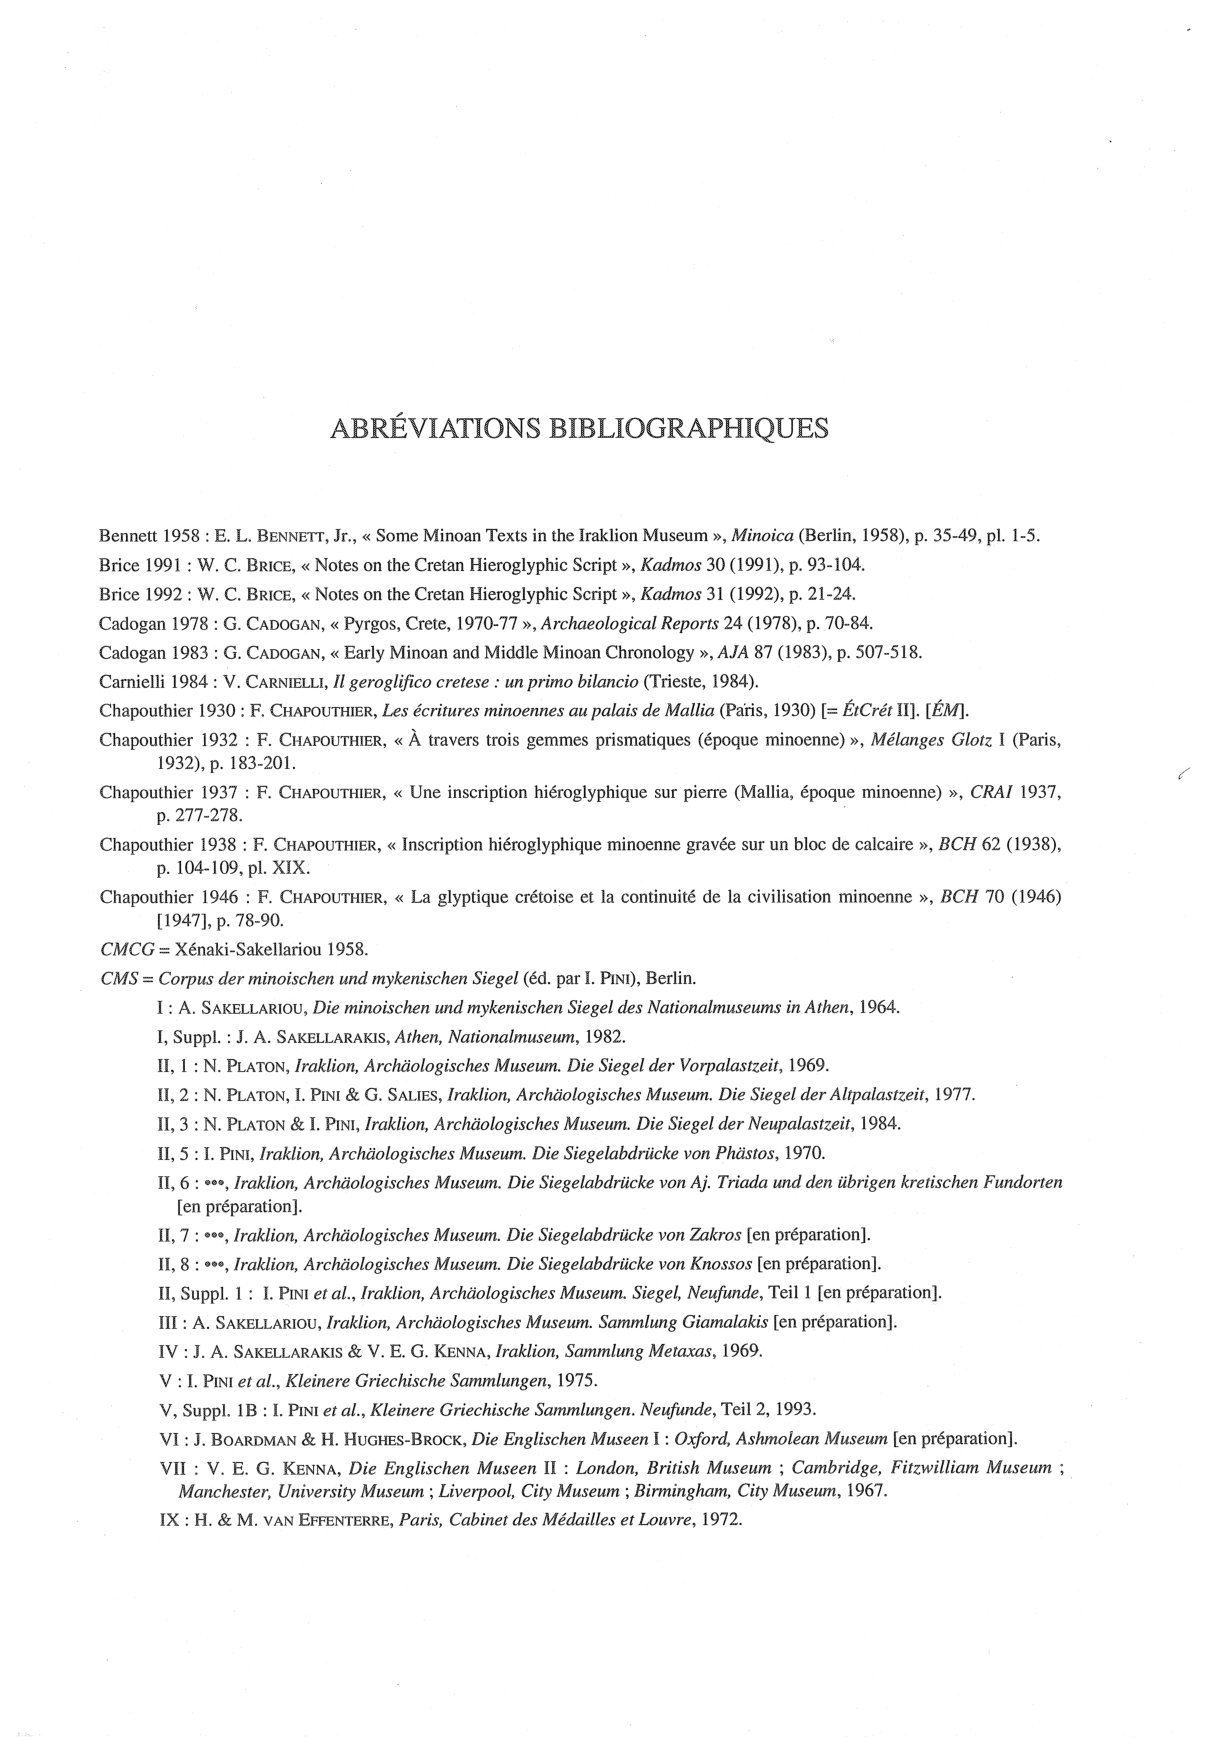 ABRÉVIATIONS BIBLIOGRAPHIQUES
Bennett 1958 : E. L. BENNETT, Jr., « Some Minoan Texts in the Iraklion Museum », Minoica (Berlin, 1958), p. 35-49, pl. 1-5.
Brice 1991 : W. C. BRICE, « Notes on the Cretan Hieroglyphic Script », Kadmos 30 (1991), p. 93-104.
Brice 1992 : W. C. BRICE, « Notes on the Cretan Hieroglyphic Script », Kadmos 31 (1992), p. 21-24.
Cadogan 1978 : G. CADOGAN, « Pyrgos, Crete, 1970-77 », Archaeological Reports 24 (1978), p. 70-84.
Cadogan 1983 : G. CADOGAN, « Early Minoan and Middle Minoan Chronology », AJA 87 (1983), p. 507-518.
Carnielli 1984 : V. CARNIELLI, Il geroglifico cretese : un primo bilancio (Trieste, 1984).
Chapouthier 1930 : F. CHAPOUTHIER, Les écritures minoennes au palais de Mallia (Paris, 1930) [= ÉtCrét II]. [ÉM].
Chapouthier 1932 : F. CHAPOUTHIER, « À travers trois gemmes prismatiques (époque minoenne) », Mélanges Glotz I (Paris,
1932), p. 183-201.
Chapouthier 1937 : F. CHAPOUTHIER, « Une inscription hiéroglyphique sur pierre (Mallia, époque minoenne) », CRAI 1937,
p. 277-278.
Chapouthier 1938 : F. CHAPOUTHIER, « Inscription hiéroglyphique minoenne gravée sur un bloc de calcaire », BCH 62 (1938),
p. 104-109, pl. XIX.
Chapouthier 1946 : F. CHAPOUTHIER, « La glyptique crétoise et la continuité de la civilisation minoenne », BCH 70 (1946)
[1947], p. 78-90.
CMCG = Xénaki-Sakellariou 1958.
CMS = Corpus der minoischen und mykenischen Siegel (éd. par I. PINI), Berlin.
I : A. SAKELLARIOU, Die minoischen und mykenischen Siegel des Nationalmuseums in Athen, 1964.
I, Suppl. : J. A. SAKELLARAKIS, Athen, Nationalmuseum, 1982.
II, 1 : N. PLATON, Iraklion, Archäologisches Museum. Die Siegel der Vorpalastzeit, 1969.
II, 2 : N. PLATON, I. PINI & G. SALIES, Iraklion, Archäologisches Museum. Die Siegel der Altpalastzeit, 1977.
II, 3 : N. PLATON & I. PINI, Iraklion, Archäologisches Museum. Die Siegel der Neupalastzeit, 1984.
II, 5 : I. PINI, Iraklion, Archäologisches Museum. Die Siegelabdrücke von Phästos, 1970.
II, 6 : •••, Iraklion, Archäologisches Museum. Die Siegelabdrücke von Aj. Triada und den übrigen kretischen Fundorten
[en préparation].
II, 7 : •••, Iraklion, Archäologisches Museum. Die Siegelabdrücke von Zakros [en préparation].
II, 8 : •••, Iraklion, Archäologisches Museum. Die Siegelabdrücke von Knossos [en préparation].
II, Suppl. 1 : I. PINI et al., Iraklion, Archäologisches Museum. Siegel, Neufunde, Teil 1 [en préparation].
III : A. SAKELLARIOU, Iraklion, Archäologisches Museum. Sammlung Giamalakis [en préparation].
IV : J. A. SAKELLARAKIS & V. E. G. KENNA, Iraklion, Sammlung Metaxas, 1969.
V : I. PINI et al., Kleinere Griechische Sammlungen, 1975.
V, Suppl. 1B : I. PINI et al., Kleinere Griechische Sammlungen. Neufunde, Teil 2, 1993.
VI : J. BOARDMAN & H. HUGHES-BROCK, Die Englischen Museen I : Oxford, Ashmolean Museum [en préparation].
VII : V. E. G. KENNA, Die Englischen Museen II : London, British Museum ; Cambridge, Fitzwilliam Museum ;
Manchester, University Museum ; Liverpool, City Museum ; Birmingham, City Museum, 1967.
IX : H. & M. VAN EFFENTERRE, Paris, Cabinet des Médailles et Louvre, 1972.